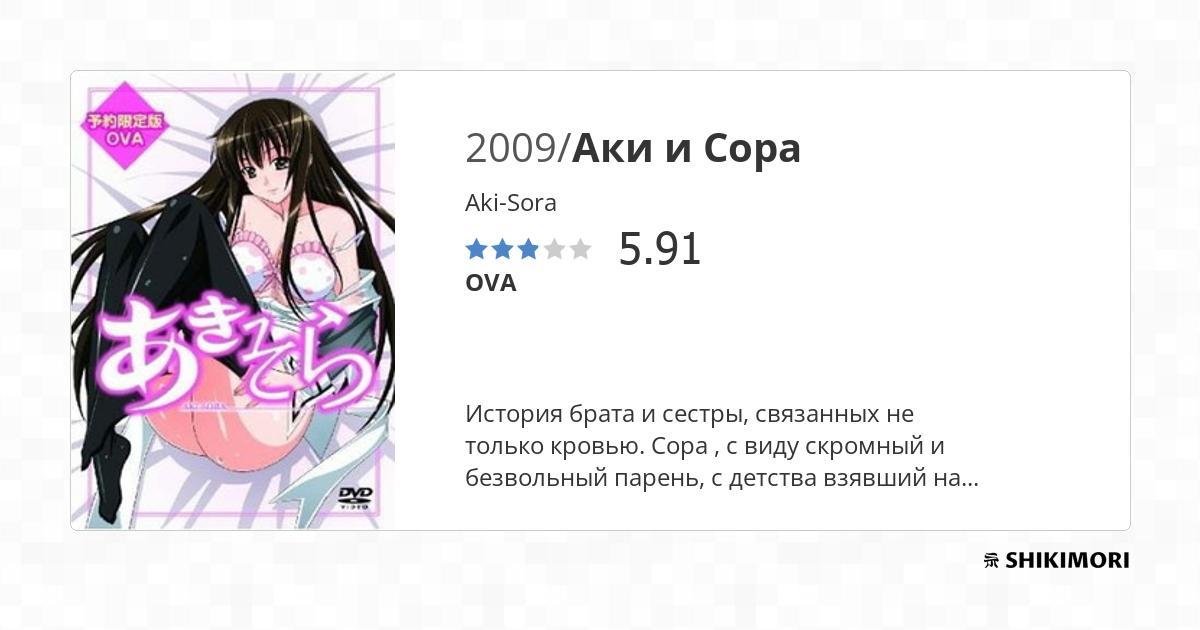 予約限定版
OVA
あきそら
AKI-SORA
DVD
VIDEO
2009/Аки и Сора
Aki-Sora
5.91
OVA
История брата и сестры, связанных не
только кровью. Сора , с виду скромный и
безвольный парень, с детства взявший на...
SHIKIMORI